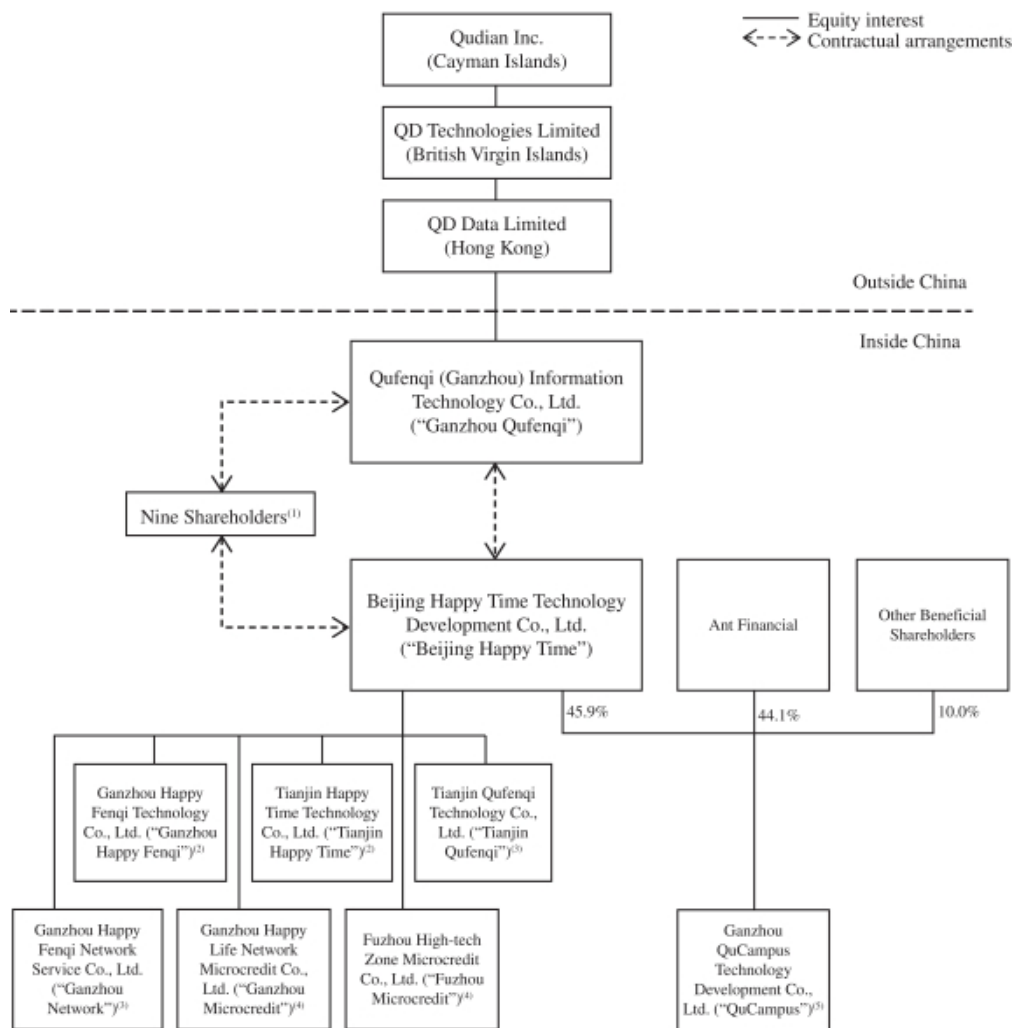 Equity interest
Contractual arrangements
Qudian Inc.
(Cayman Islands)
QD Technologies Limited
(British Virgin Islands)
QD Data Limited
(Hong Kong)
Outside China
Inside China
Qufenqi (Ganzhou) Information
Technology Co., Ltd.
(“Ganzhou Qufenqi”)
Nine Shareholders(1)
Beijing Happy Time Technology
Development Co., Ltd.
(“Beijing Happy Time”)
Ant Financial
Other Beneficial
Shareholders
45.9%
44.1%
10.0%
Ganzhou Happy
Fenqi Technology
Co., Ltd. (“Ganzhou
Happy Fenqi”)(2)
Tianjin Happy
Time Technology
Co., Ltd. (“Tianjin
Happy Time”)(2)
Tianjin Qufenqi
Technology Co.,
Ltd. (“Tianjin
Qufenqi”)(3)
Ganzhou Happy
Fenqi Network
Service Co., Ltd.
(“Ganzhou
Network”)(3)
Ganzhou Happy
Life Network
Microcredit Co.,
Ltd. (“Ganzhou
Microcredit”)(4)
Fuzhou High-tech
Zone Microcredit
Co., Ltd. (“Fuzhou
Microcredit”)(4)
Ganzhou
QuCampus
Technology
Development Co.,
Ltd. (“QuCampus”)(5)